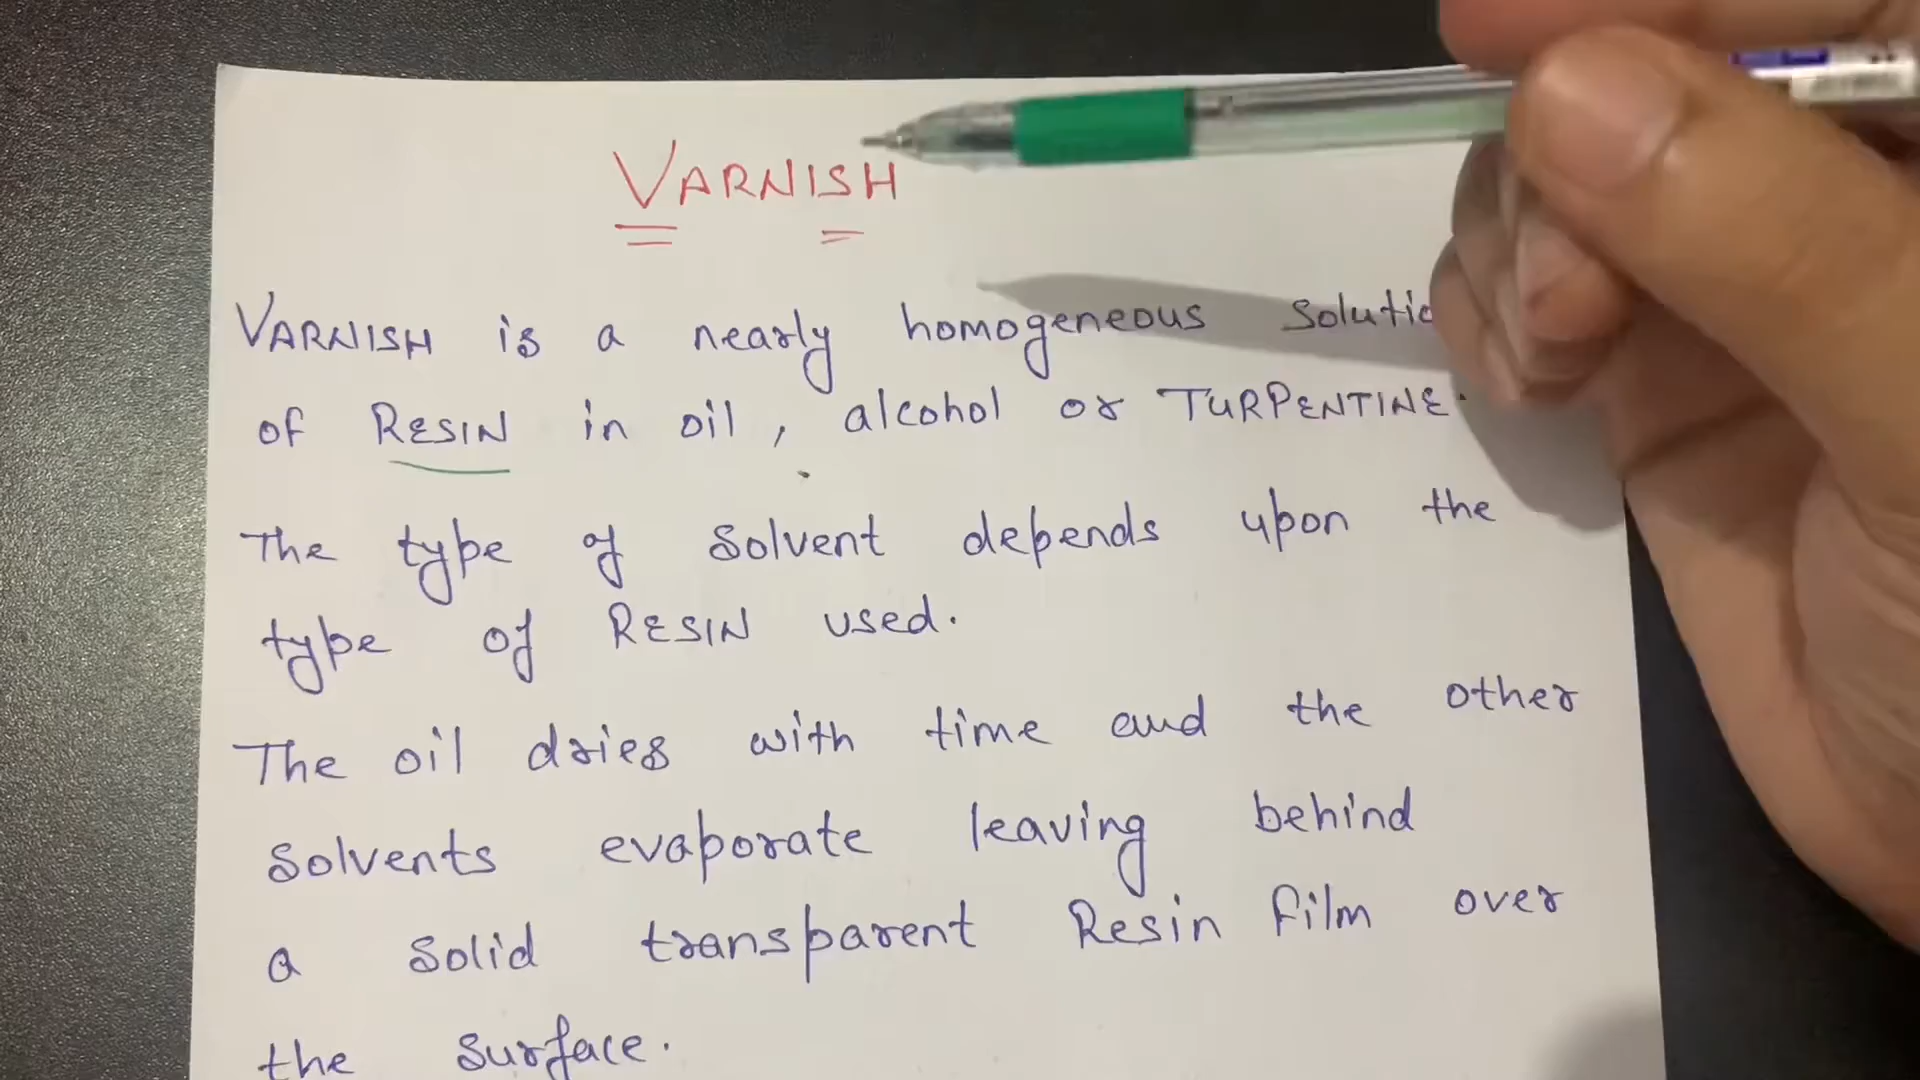 VARNISH
VARNISH is a nearly homogeneous solutio
of RESIN in oil, alcohol or TURPENTINE.
The type of solvent depends upon the
type of RESIN used.
The oil dries with time and the other
solvents evaporate leaving behind
a solid transparent Resin film over
the surface.